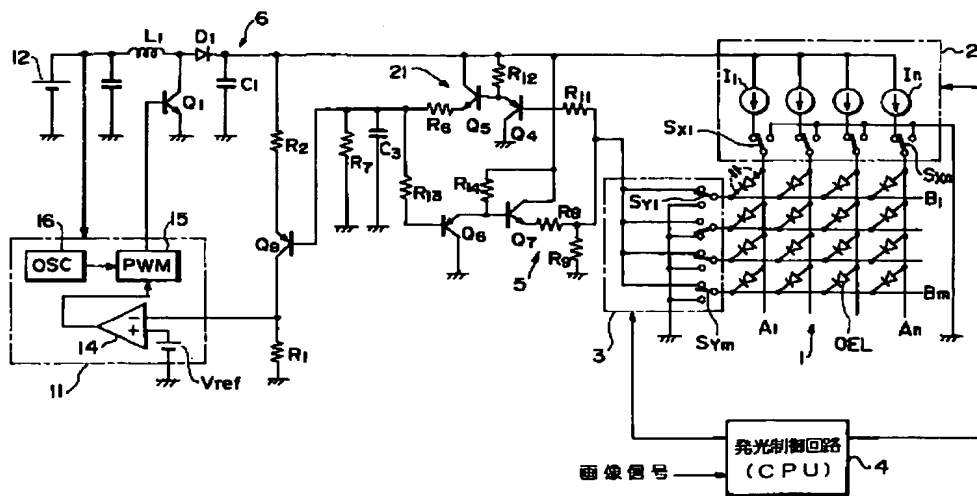 12
L1
D1
6
C1
Q1
R2
21
R12
R11
R6
Q5
Q4
R7
C3
R13
R14
Q6
Q7
R8
R9
5
Q8
R1
16
15
OSC
PWM
14
Vref
11
2
I1
In
SX1
SXn
SY1
B1
Bm
3
SYm
A1
1
OEL
An
発光制御回路
(CPU)
4
画像信号